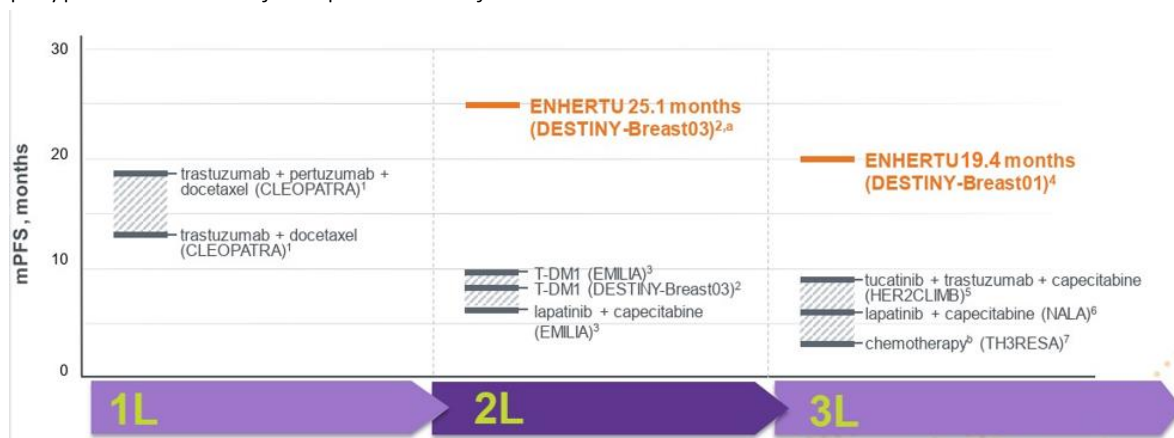 30
20
10
0
mPFS, months
trastuzumab + pertuzumab +
docetaxel (CLEOPATRA)¹
trastuzumab + docetaxel
(CLEOPATRA)¹
ENHERTU 25.1 months
(DESTINY-Breast03)²,ᵃ
T-DM1 (EMILIA)³
T-DM1 (DESTINY-Breast03)²
lapatinib + capecitabine
(EMILIA)³
ENHERTU 19.4 months
(DESTINY-Breast01)⁴
tucatinib + trastuzumab + capecitabine
(HER2CLIMB)⁵
lapatinib + capecitabine (NALA)⁶
chemotherapyᵇ (TH3RESA)⁷
1L
2L
3L